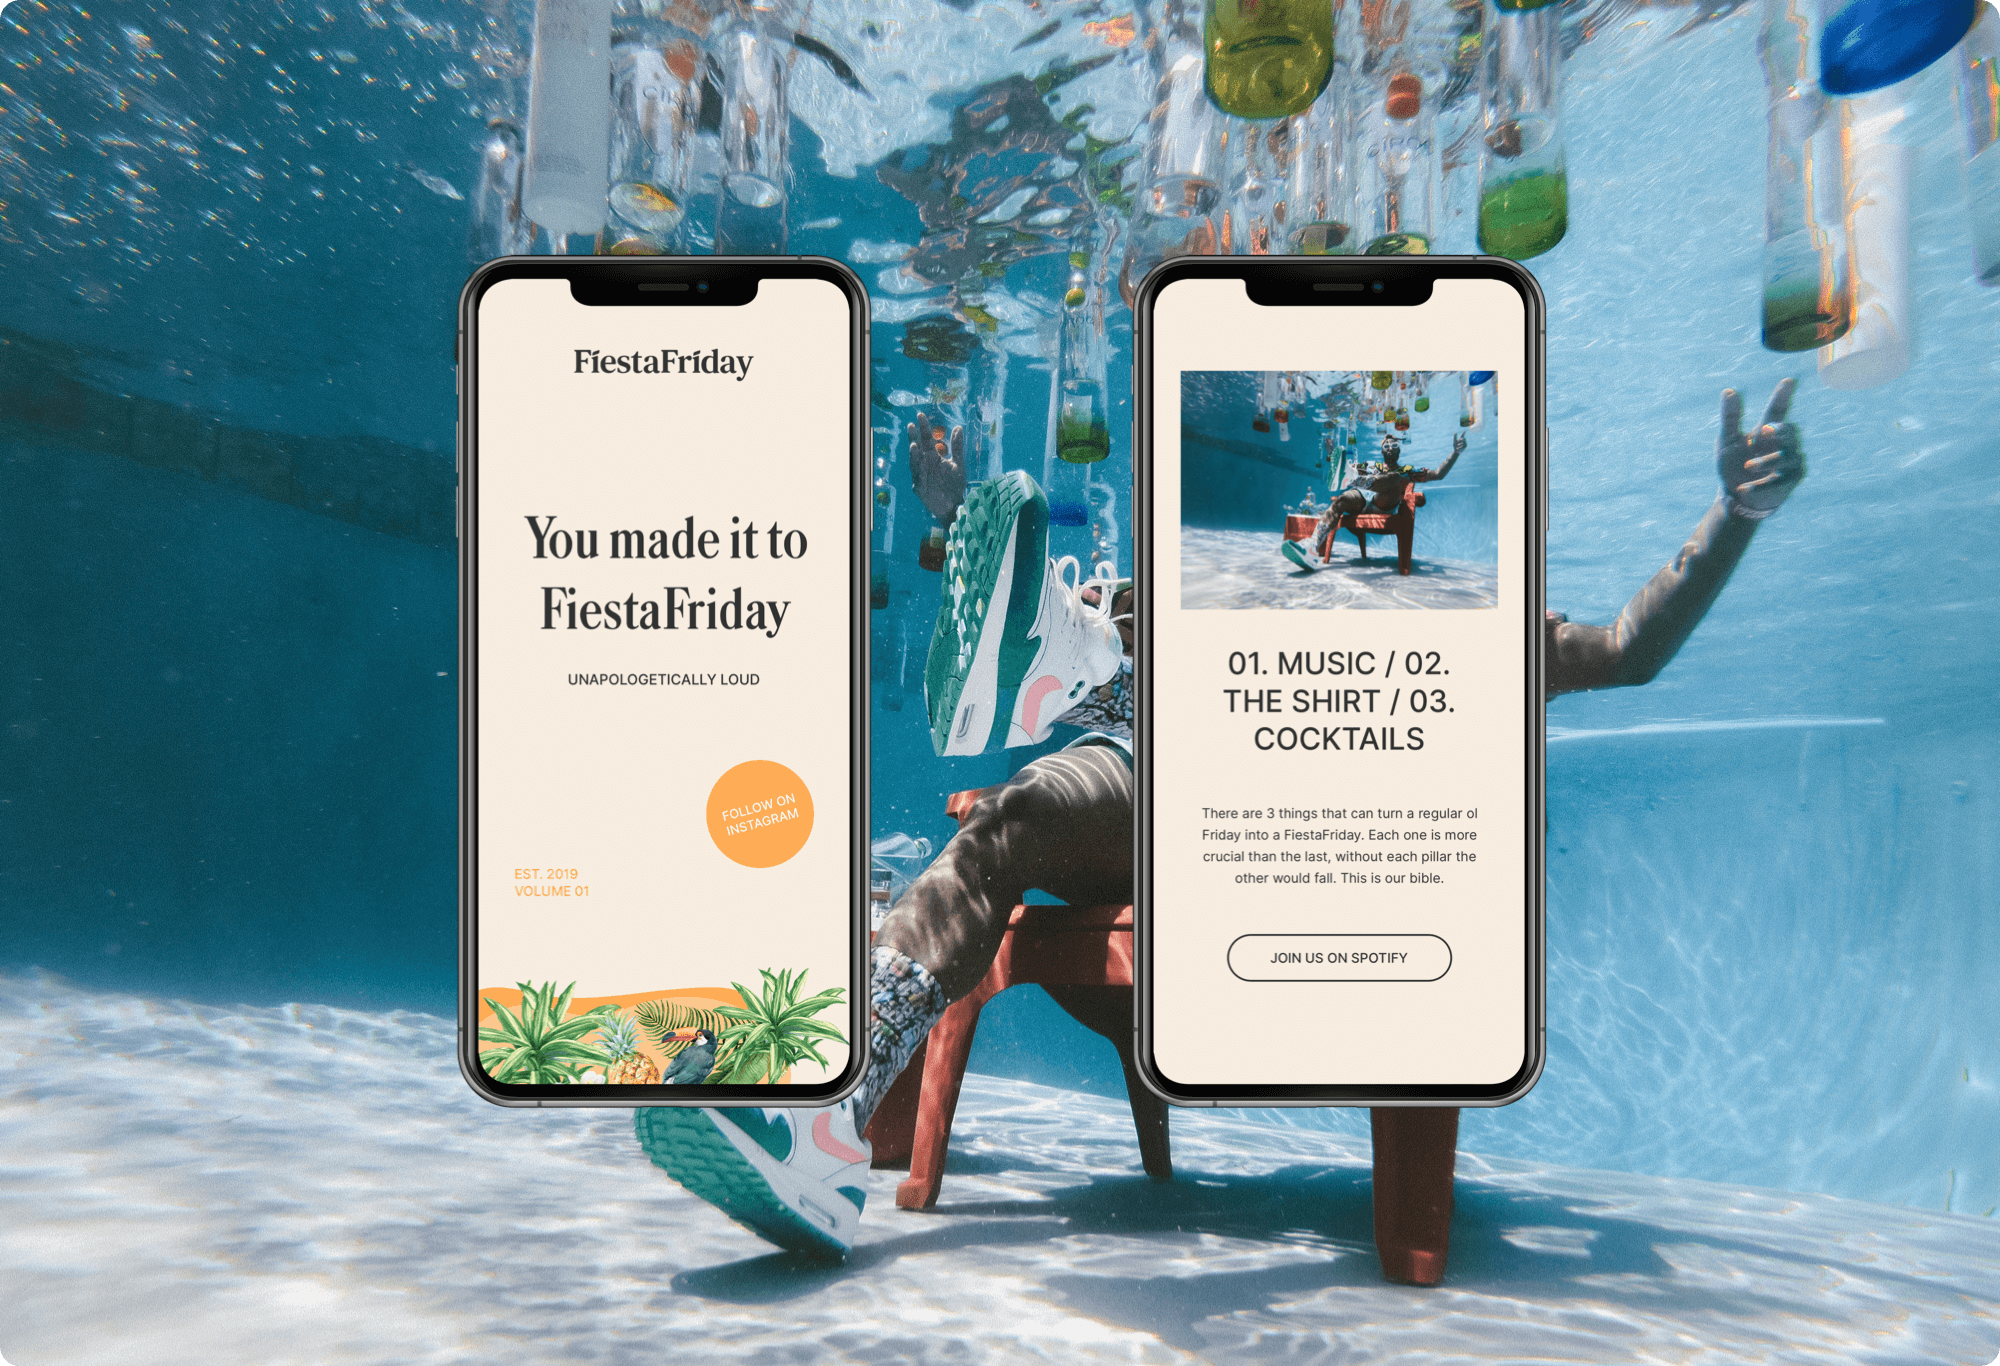 FiestaFriday
You made it to
FiestaFriday
UNAPOLOGETICALLY LOUD
FOLLOW ON
INSTAGRAM
EST. 2019
VOLUME 01
01. MUSIC / 02.
THE SHIRT / 03.
COCKTAILS
There are 3 things that can turn a regular ol
Friday into a FiestaFriday. Each one is more
crucial than the last, without each pillar the
other would fall. This is our bible.
JOIN US ON SPOTIFY